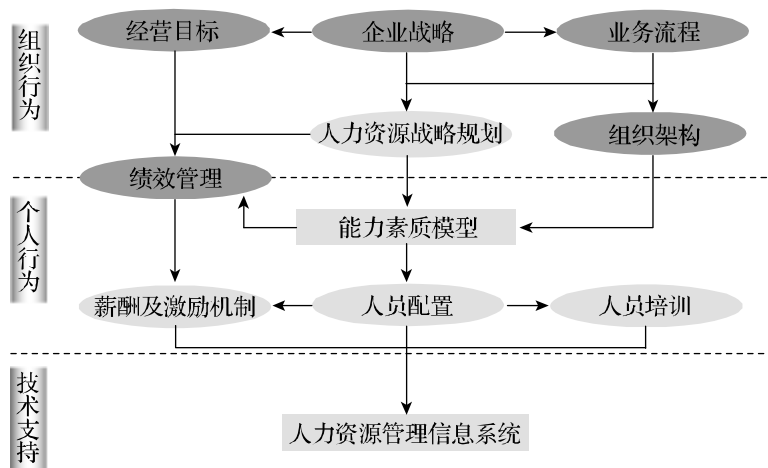 组织行为
经营目标
企业战略
业务流程
人力资源战略规划
组织架构
绩效管理
个人行为
能力素质模型
薪酬及激励机制
人员配置
人员培训
技术支持
人力资源管理信息系统